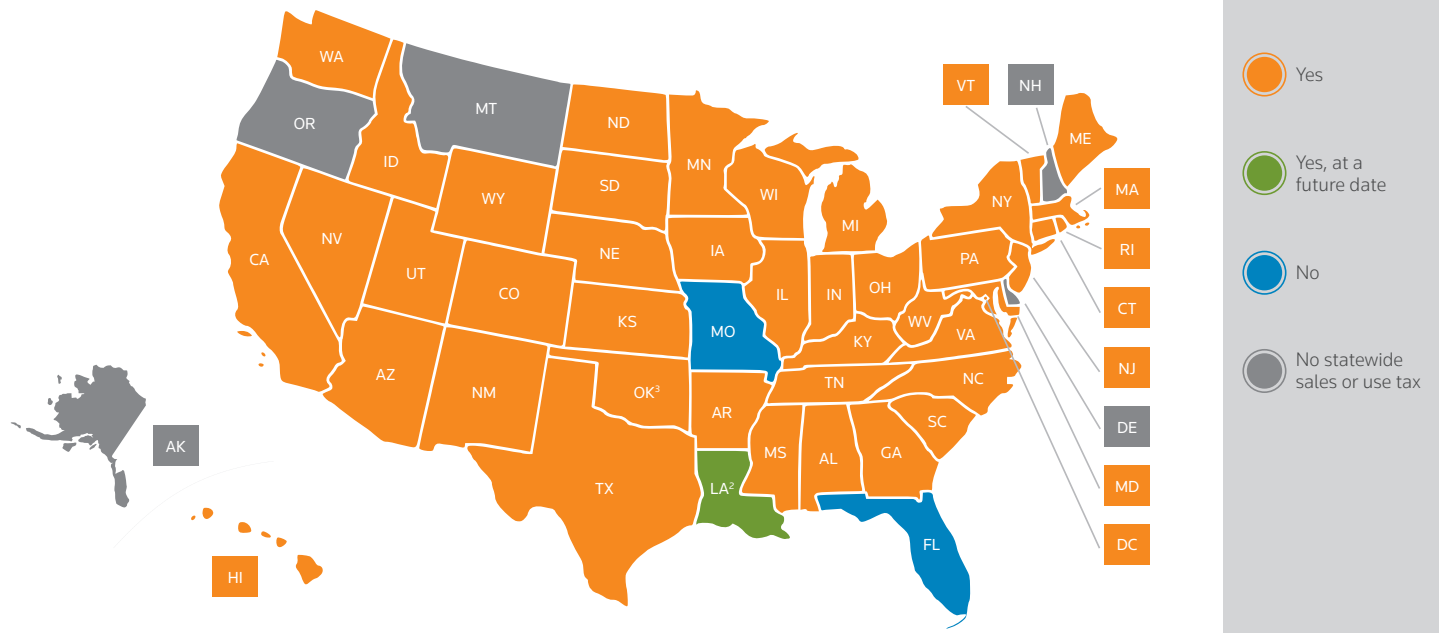 WA
MT
OR
ID
ND
MN
SD
WY
WI
MI
VT
NH
ME
NY
MA
RI
CT
NJ
DE
MD
DC
CA
NV
UT
CO
NE
IA
KS
MO
IL
IN
OH
PA
WV
VA
KY
AZ
NM
OK³
AR
TN
NC
SC
TX
LA²
MS
AL
GA
FL
AK
HI
Yes
Yes, at a
future date
No
No statewide
sales or use tax